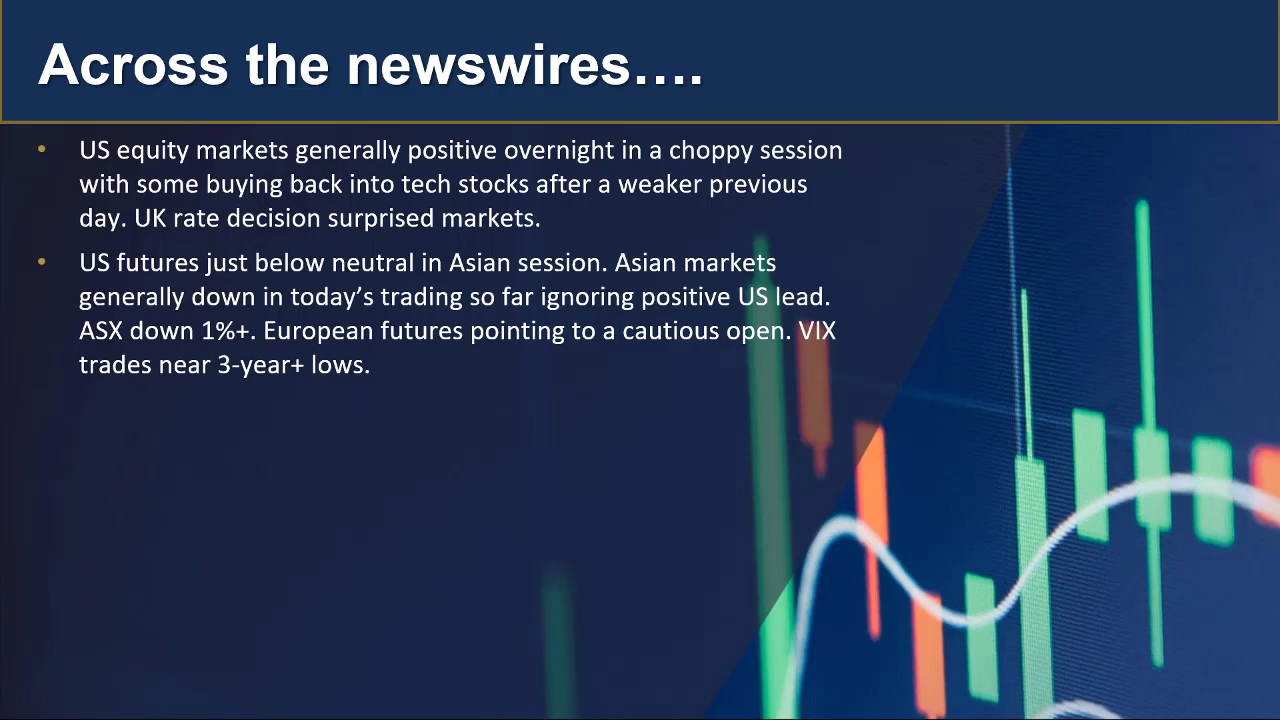 Across the newswires….
• US equity markets generally positive overnight in a choppy session
with some buying back into tech stocks after a weaker previous
day. UK rate decision surprised markets.
• US futures just below neutral in Asian session. Asian markets
generally down in today’s trading so far ignoring positive US lead.
ASX down 1%+. European futures pointing to a cautious open. VIX
trades near 3-year+ lows.